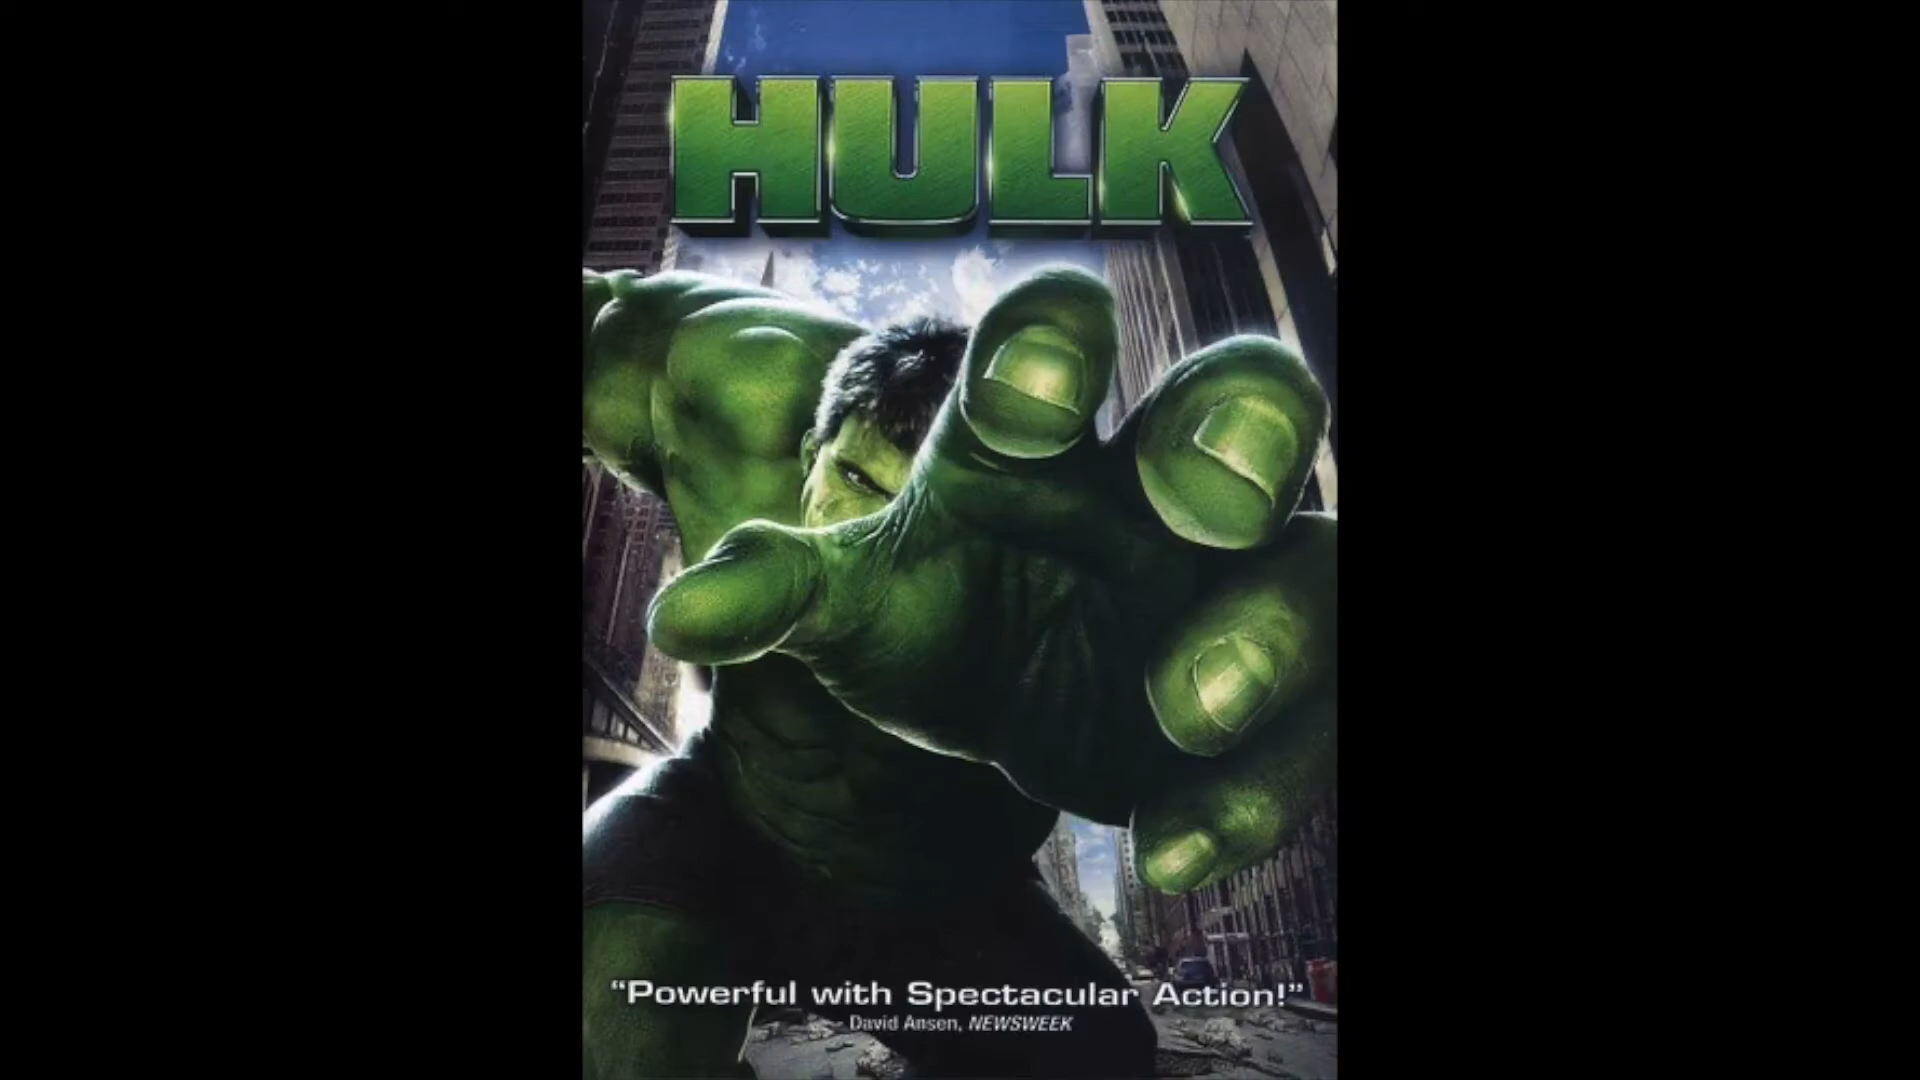 HULK
“Powerful with Spectacular Action!”
David Ansen, NEWSWEEK